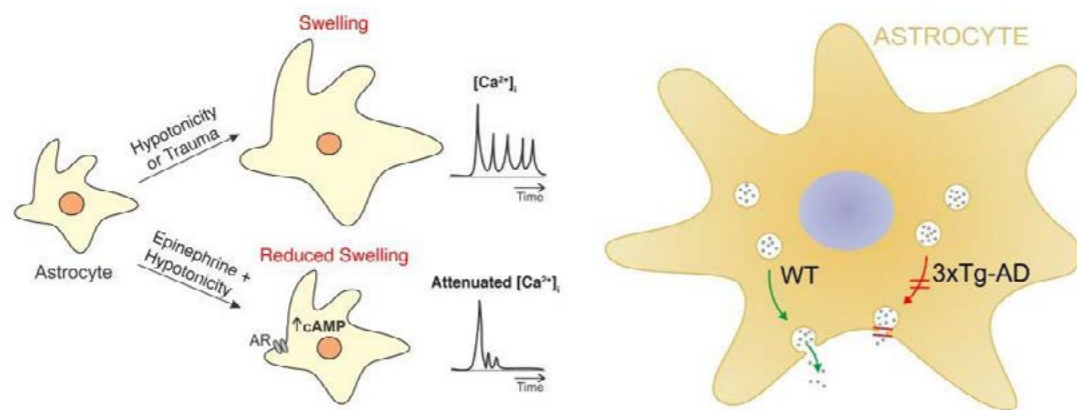 Swelling
[Ca²⁺]ᵢ
Hypotonicity
or Trauma
Time
Astrocyte
Epinephrine +
Hypotonicity
Reduced Swelling
Attenuated [Ca²⁺]ᵢ
AR
↑cAMP
Time
ASTROCYTE
WT
3xTg-AD